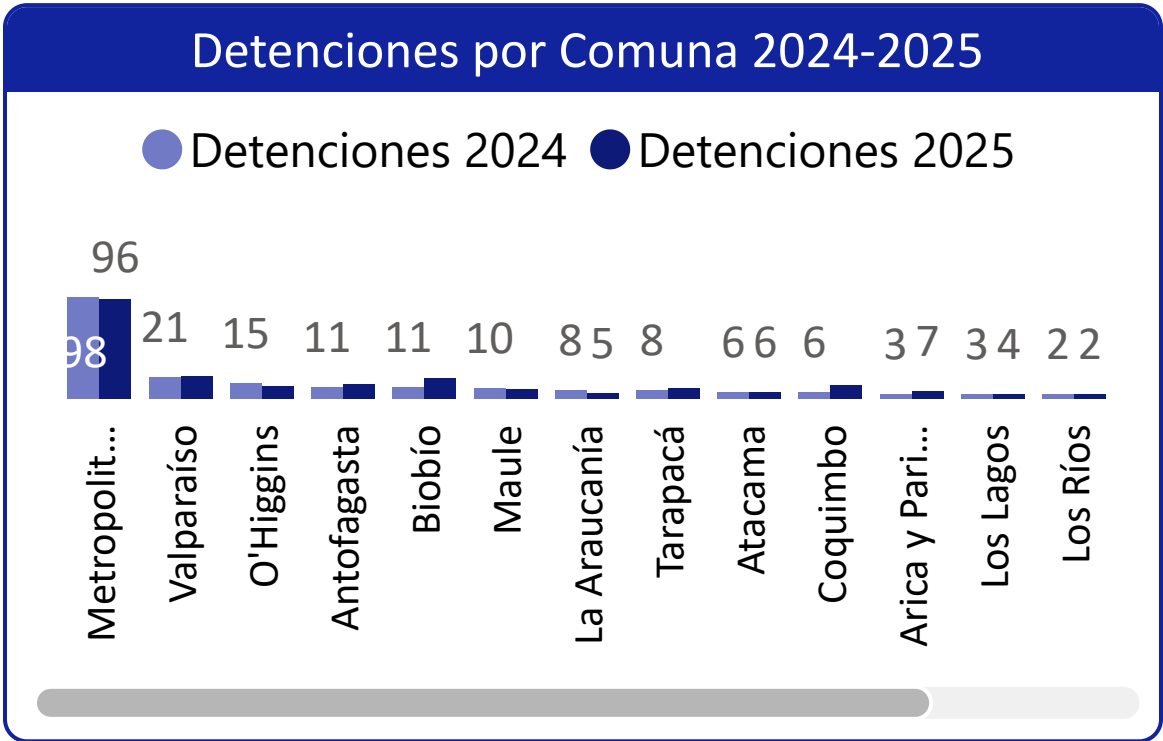 Detenciones por Comuna 2024-2025
Detenciones 2024 Detenciones 2025
96
98
21
15
11
11
10
8 5
8
6 6
6
3 7
3 4
2 2
Metropolit...
Valparaíso
O'Higgins
Antofagasta
Biobío
Maule
La Araucanía
Tarapacá
Atacama
Coquimbo
Arica y Pari...
Los Lagos
Los Ríos